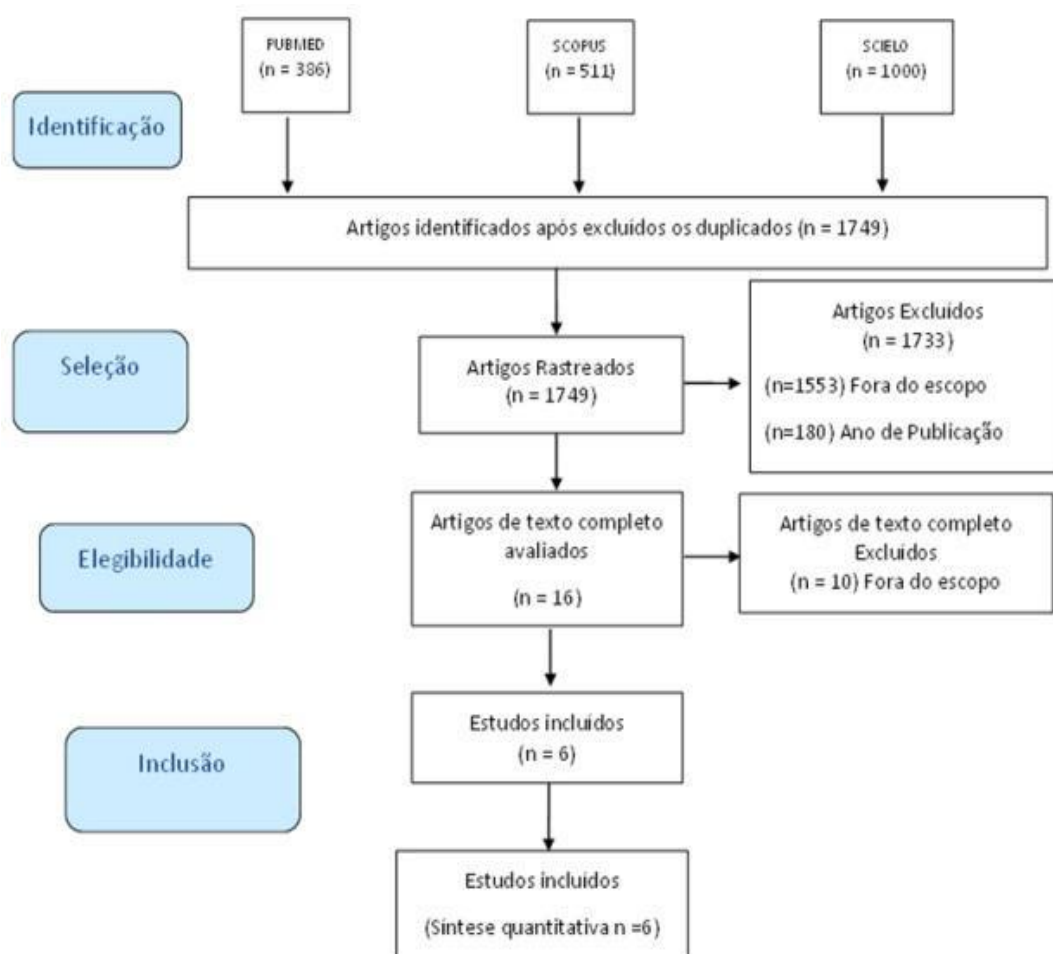 PUBMED
(n = 386)
SCOPUS
(n = 511)
SCIELO
(n = 1000)
Identificação
Artigos identificados após excluídos os duplicados (n = 1749)
Seleção
Artigos Rastreados
(n = 1749)
Artigos Excluídos
(n = 1733)
(n=1553) Fora do escopo
(n=180) Ano de Publicação
Elegibilidade
Artigos de texto completo
avaliados
(n = 16)
Artigos de texto completo
Excluídos
(n = 10) Fora do escopo
Inclusão
Estudos incluídos
(n = 6)
Estudos incluídos
(Síntese quantitativa n =6)